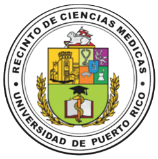 RECINTO DE CIENCIAS MEDICAS
UNIVERSIDAD DE PUERTO RICO